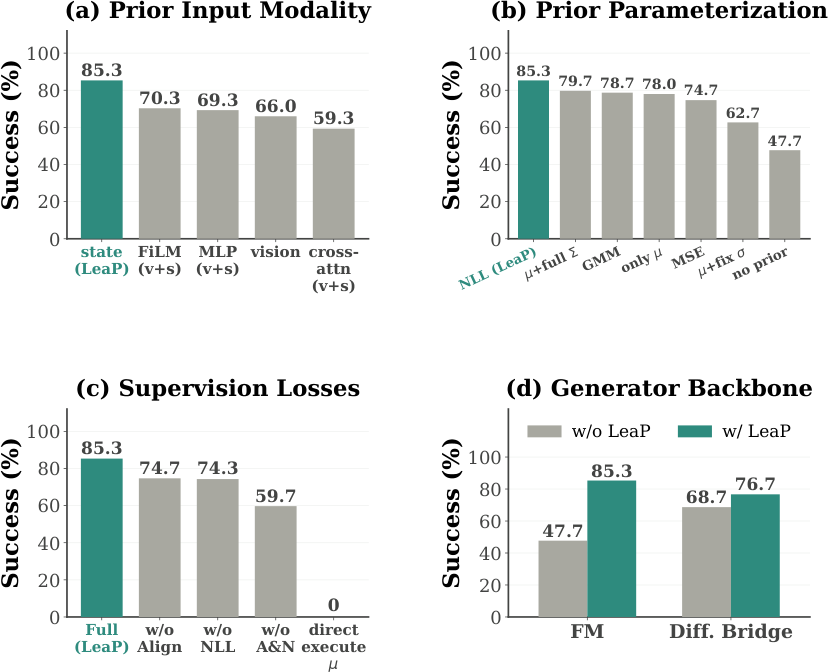 (a) Prior Input Modality
Success (%)
100
80
60
40
20
0
85.3
70.3
69.3
66.0
59.3
state
(LeaP)
FiLM
(v+s)
MLP
(v+s)
vision
cross-
attn
(v+s)
(b) Prior Parameterization
Success (%)
100
80
60
40
20
0
85.3
79.7
78.7
78.0
74.7
62.7
47.7
NLL (LeaP)
μ+full Σ
GMM
only μ
MSE
μ+fix σ
no prior
(c) Supervision Losses
Success (%)
100
80
60
40
20
0
85.3
74.7
74.3
59.7
0
Full
(LeaP)
w/o
Align
w/o
NLL
w/o
A&N
direct
execute
μ
(d) Generator Backbone
Success (%)
100
80
60
40
20
0
w/o LeaP
w/ LeaP
47.7
85.3
68.7
76.7
FM
Diff. Bridge